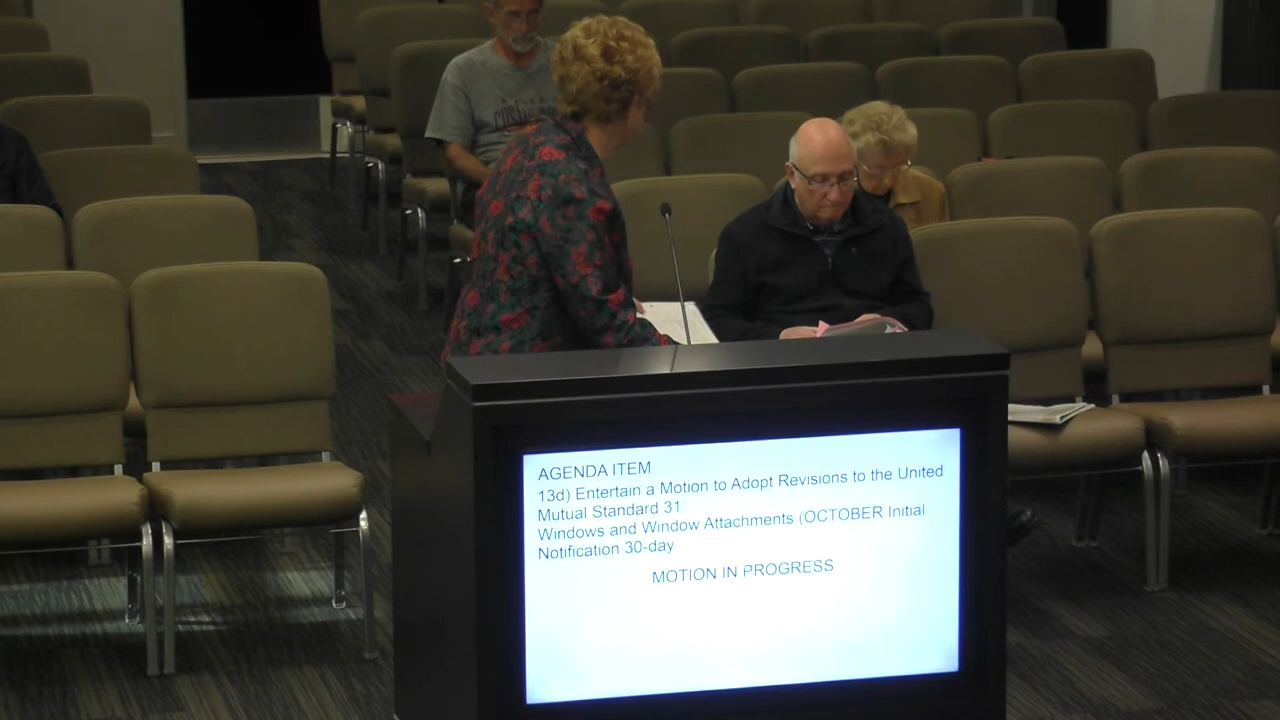 AGENDA ITEM
13d) Entertain a Motion to Adopt Revisions to the United
Mutual Standard 31:
Windows and Window Attachments (OCTOBER Initial
Notification 30-day
MOTION IN PROGRESS